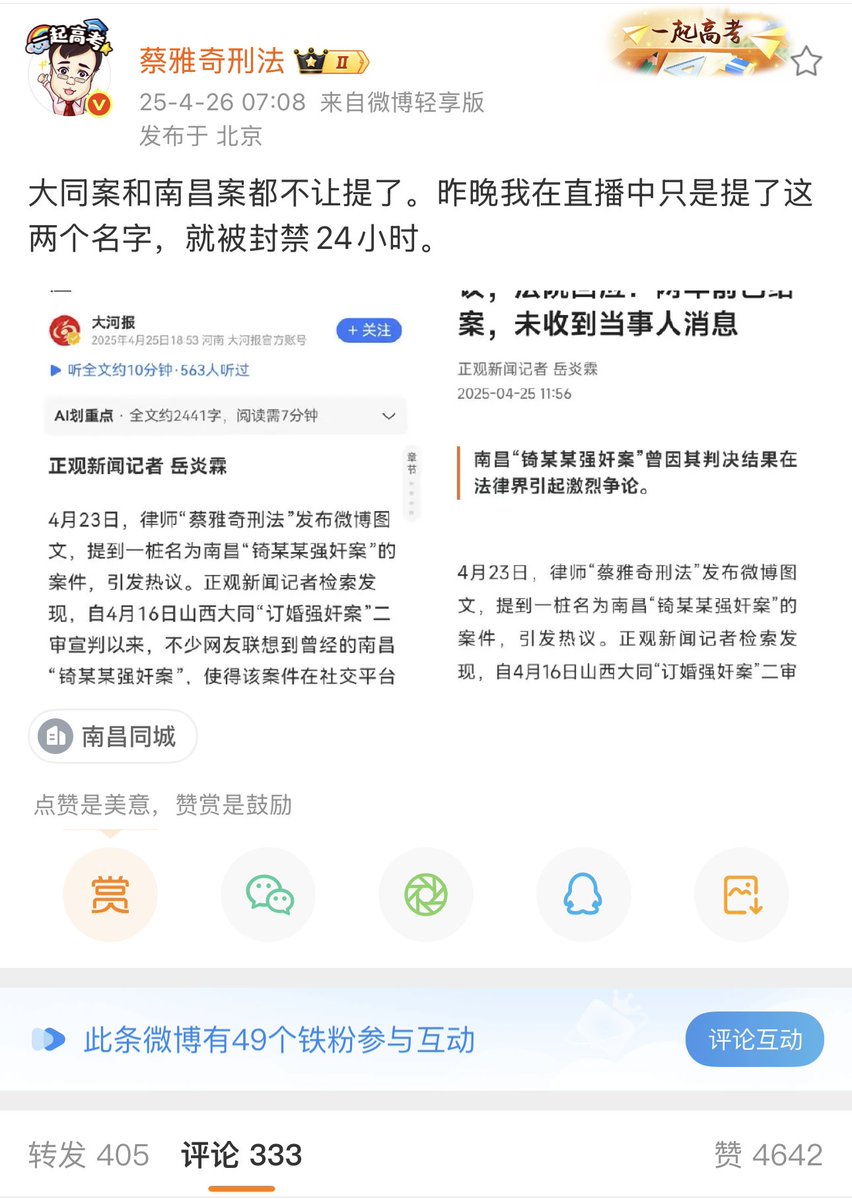 一起高考
蔡雅奇刑法 II
一起高考
25-4-26 07:08 来自微博轻享版
发布于 北京
大同案和南昌案都不让提了。昨晚我在直播中只是提了这
两个名字，就被封禁24小时。
大河报
2025年4月25日18:53 河南 大河报官方账号
+ 关注
听全文约10分钟·563人听过
AI划重点 · 全文约2441字，阅读需7分钟
正观新闻记者 岳炎霖
章
节
4月23日，律师“蔡雅奇刑法”发布微博图
文，提到一桩名为南昌“锜某某强奸案”的
案件，引发热议。正观新闻记者检索发
现，自4月16日山西大同“订婚强奸案”二
审宣判以来，不少网友联想到曾经的南昌
“锜某某强奸案”，使得该案件在社交平台
案，未收到当事人消息
正观新闻记者 岳炎霖
2025-04-25 11:56
南昌“锜某某强奸案”曾因其判决结果在
法律界引起激烈争论。
4月23日，律师“蔡雅奇刑法”发布微博图
文，提到一桩名为南昌“锜某某强奸案”的
案件，引发热议。正观新闻记者检索发
现，自4月16日山西大同“订婚强奸案”二审
南昌同城
点赞是美意，赞赏是鼓励
赏
此条微博有49个铁粉参与互动
评论互动
转发 405 评论 333 赞 4642